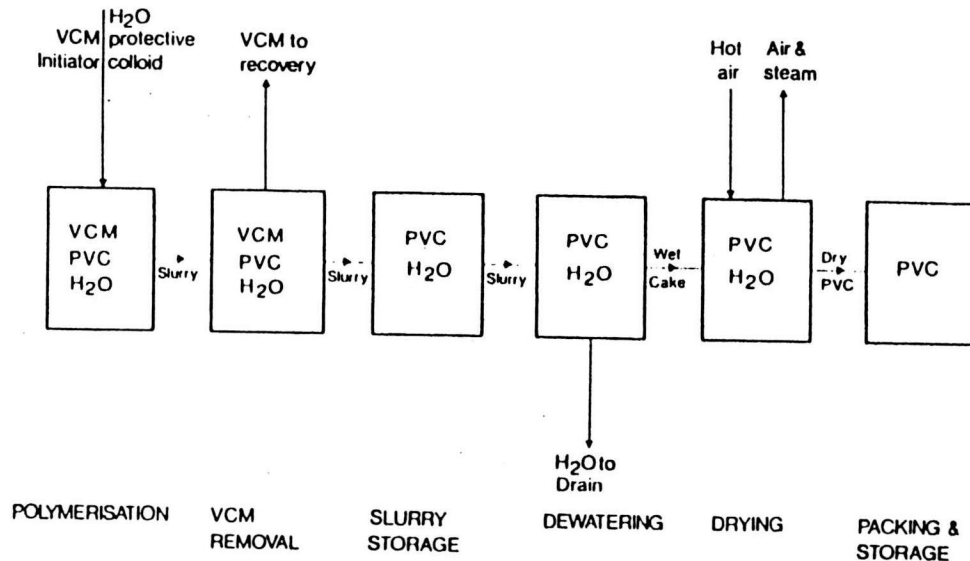 VCM
Initiator
H2O
protective
colloid
VCM to
recovery
Hot
air
Air &
steam
VCM
PVC
H2O
Slurry
VCM
PVC
H2O
Slurry
PVC
H2O
Slurry
PVC
H2O
Wet
Cake
PVC
H2O
Dry
PVC
PVC
H2O to
Drain
POLYMERISATION
VCM
REMOVAL
SLURRY
STORAGE
DEWATERING
DRYING
PACKING &
STORAGE